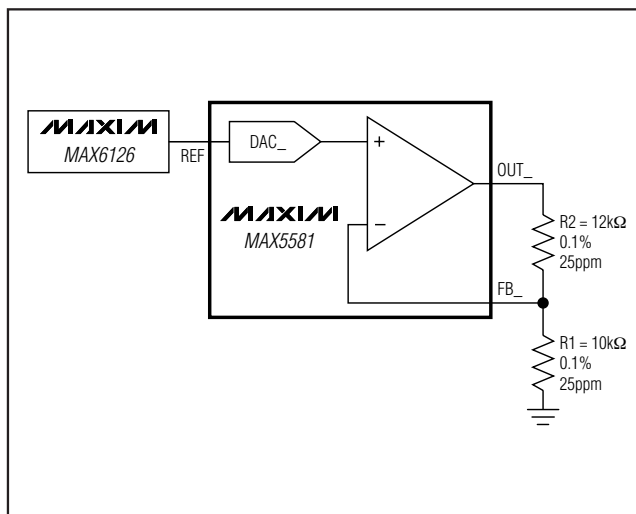 MAXIM
MAX6126
REF
DAC_
+
−
MAXIM
MAX5581
OUT_
R2 = 12kΩ
0.1%
25ppm
FB_
R1 = 10kΩ
0.1%
25ppm